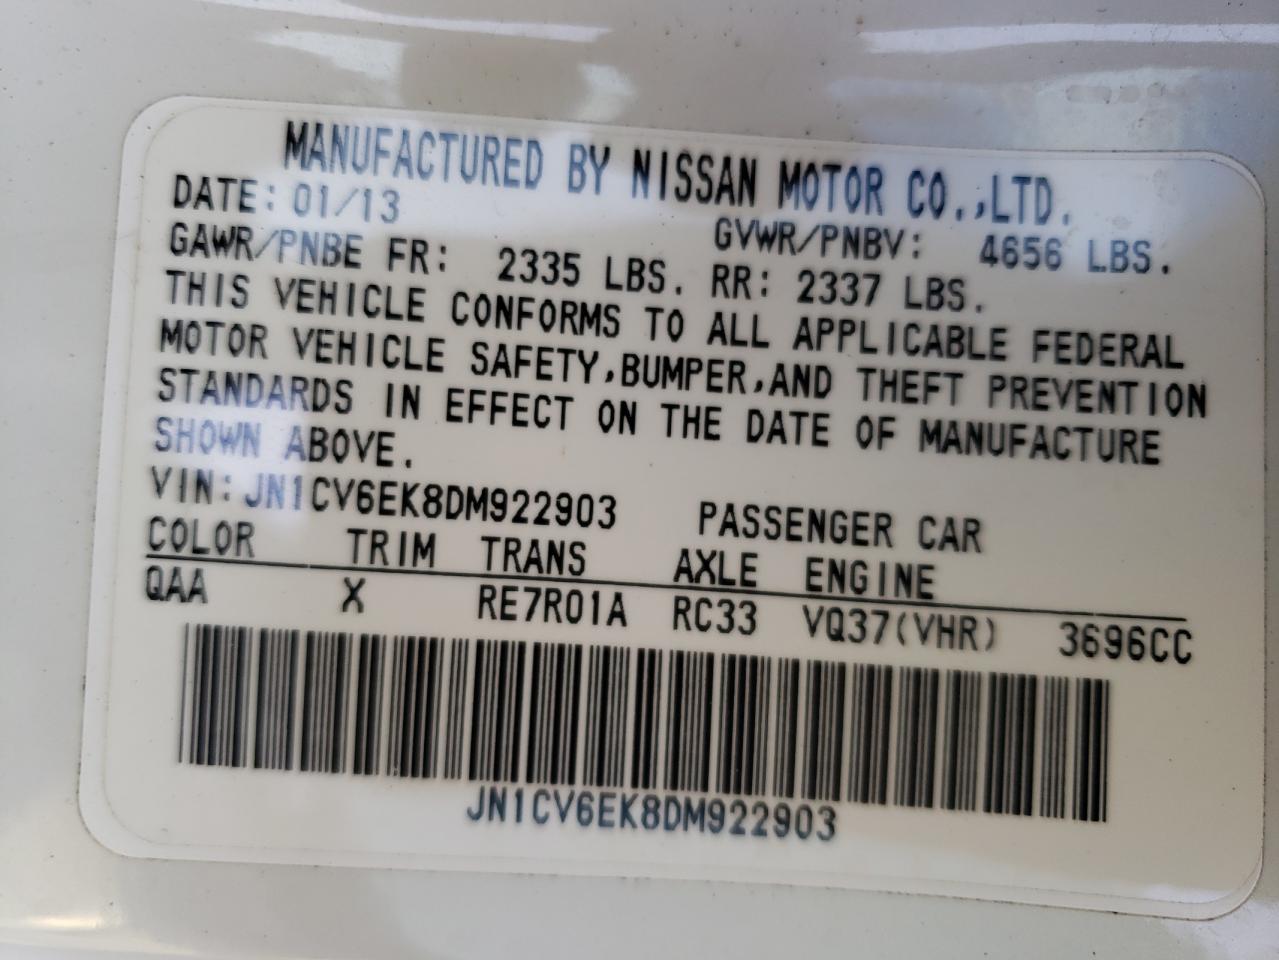 MANUFACTURED BY NISSAN MOTOR CO.,LTD.
DATE: 01/13 GVWR/PNBV: 4656 LBS.
GAWR/PNBE FR: 2335 LBS. RR: 2337 LBS.
THIS VEHICLE CONFORMS TO ALL APPLICABLE FEDERAL
MOTOR VEHICLE SAFETY,BUMPER,AND THEFT PREVENTION
STANDARDS IN EFFECT ON THE DATE OF MANUFACTURE
SHOWN ABOVE.
VIN: JN1CV6EK8DM922903 PASSENGER CAR
COLOR TRIM TRANS AXLE ENGINE
QAA X RE7R01A RC33 VQ37(VHR) 3696CC
JN1CV6EK8DM922903